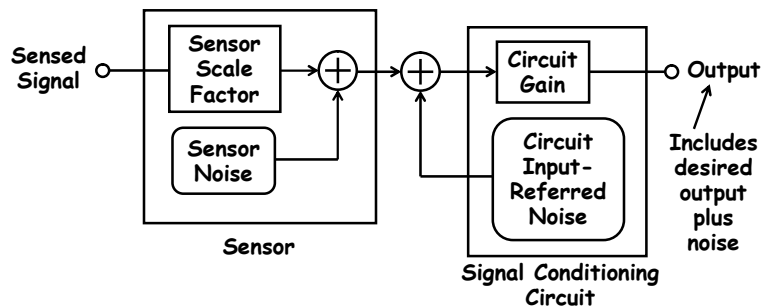 Sensed
Signal
Sensor
Scale
Factor
Sensor
Noise
Sensor
Circuit
Gain
Circuit
Input-
Referred
Noise
Signal Conditioning
Circuit
Output
Includes
desired
output
plus
noise